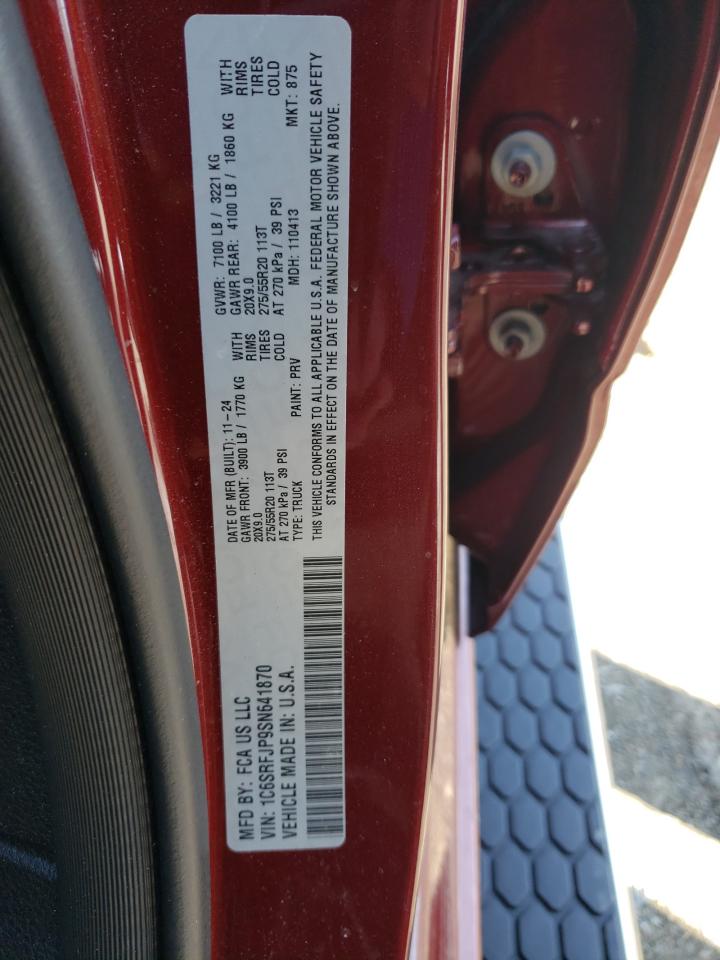 MFD BY: FCA US LLC
VIN: 1C6SRFJP9SN641870
VEHICLE MADE IN: U.S.A.
DATE OF MFR (BUILT): 11-24
GAWR FRONT: 3900 LB / 1770 KG WITH
20X9.0 RIMS
275/55R20 113T TIRES
AT 270 kPa / 39 PSI COLD
TYPE: TRUCK PAINT: PRV
GVWR: 7100 LB / 3221 KG
GAWR REAR: 4100 LB / 1860 KG WITH
20X9.0 RIMS
275/55R20 113T TIRES
AT 270 kPa / 39 PSI COLD
MDH: 110413 MKT: 875
THIS VEHICLE CONFORMS TO ALL APPLICABLE U.S.A. FEDERAL MOTOR VEHICLE SAFETY
STANDARDS IN EFFECT ON THE DATE OF MANUFACTURE SHOWN ABOVE.